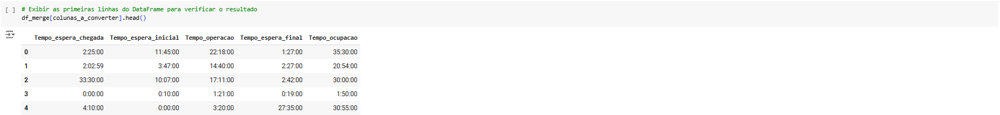 [ ] # Exibir as primeiras linhas do DataFrame para verificar o resultado
df_merge[colunas_a_converter].head()
Tempo_espera_chegada Tempo_espera_inicial Tempo_operacao Tempo_espera_final Tempo_ocupacao
0 2:25:00 11:45:00 22:18:00 1:27:00 35:30:00
1 2:02:59 3:47:00 14:40:00 2:27:00 20:54:00
2 33:30:00 10:07:00 17:11:00 2:42:00 30:00:00
3 0:00:00 0:10:00 1:21:00 0:19:00 1:50:00
4 4:10:00 0:00:00 3:20:00 27:35:00 30:55:00